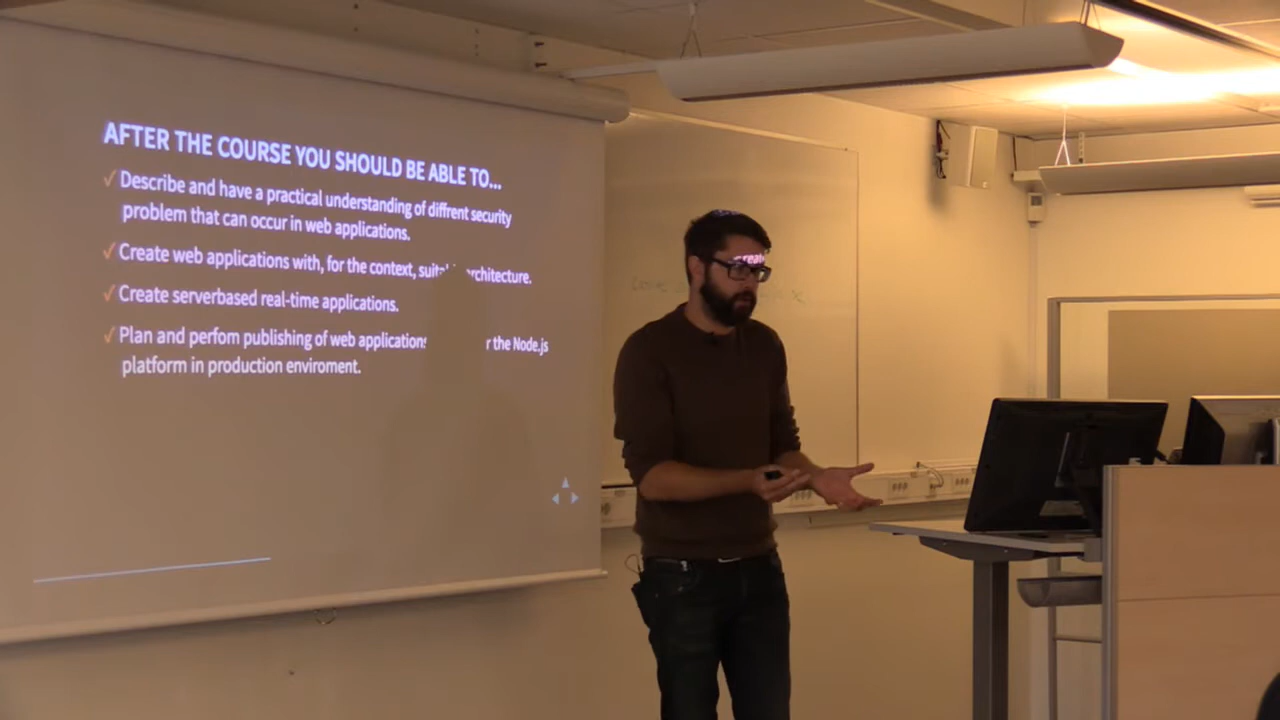 AFTER THE COURSE YOU SHOULD BE ABLE TO...
✓ Describe and have a practical understanding of diffrent security
problem that can occur in web applications.
✓ Create web applications with, for the context, architecture.
✓ Create serverbased real-time applications.
✓ Plan and perfom publishing of web applications the Node.js
platform in production enviroment.